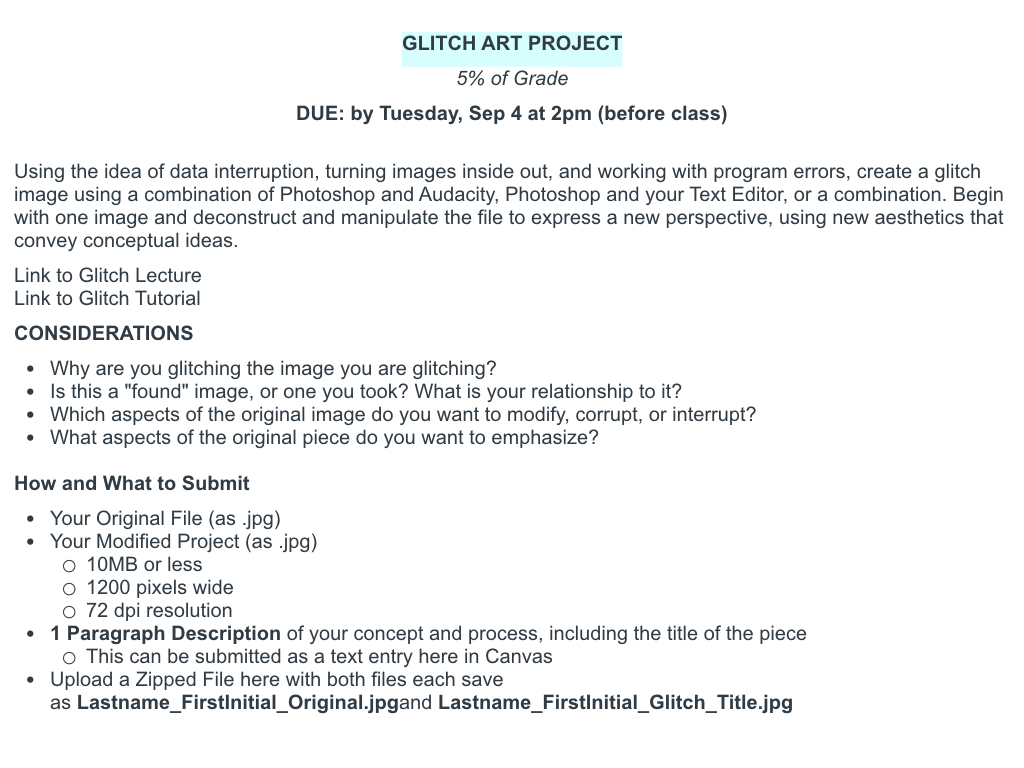 GLITCH ART PROJECT
5% of Grade
DUE: by Tuesday, Sep 4 at 2pm (before class)
Using the idea of data interruption, turning images inside out, and working with program errors, create a glitch
image using a combination of Photoshop and Audacity, Photoshop and your Text Editor, or a combination. Begin
with one image and deconstruct and manipulate the file to express a new perspective, using new aesthetics that
convey conceptual ideas.
Link to Glitch Lecture
Link to Glitch Tutorial
CONSIDERATIONS
• Why are you glitching the image you are glitching?
• Is this a "found" image, or one you took? What is your relationship to it?
• Which aspects of the original image do you want to modify, corrupt, or interrupt?
• What aspects of the original piece do you want to emphasize?
How and What to Submit
• Your Original File (as .jpg)
• Your Modified Project (as .jpg)
○ 10MB or less
○ 1200 pixels wide
○ 72 dpi resolution
• 1 Paragraph Description of your concept and process, including the title of the piece
○ This can be submitted as a text entry here in Canvas
• Upload a Zipped File here with both files each save
as Lastname_FirstInitial_Original.jpgand Lastname_FirstInitial_Glitch_Title.jpg